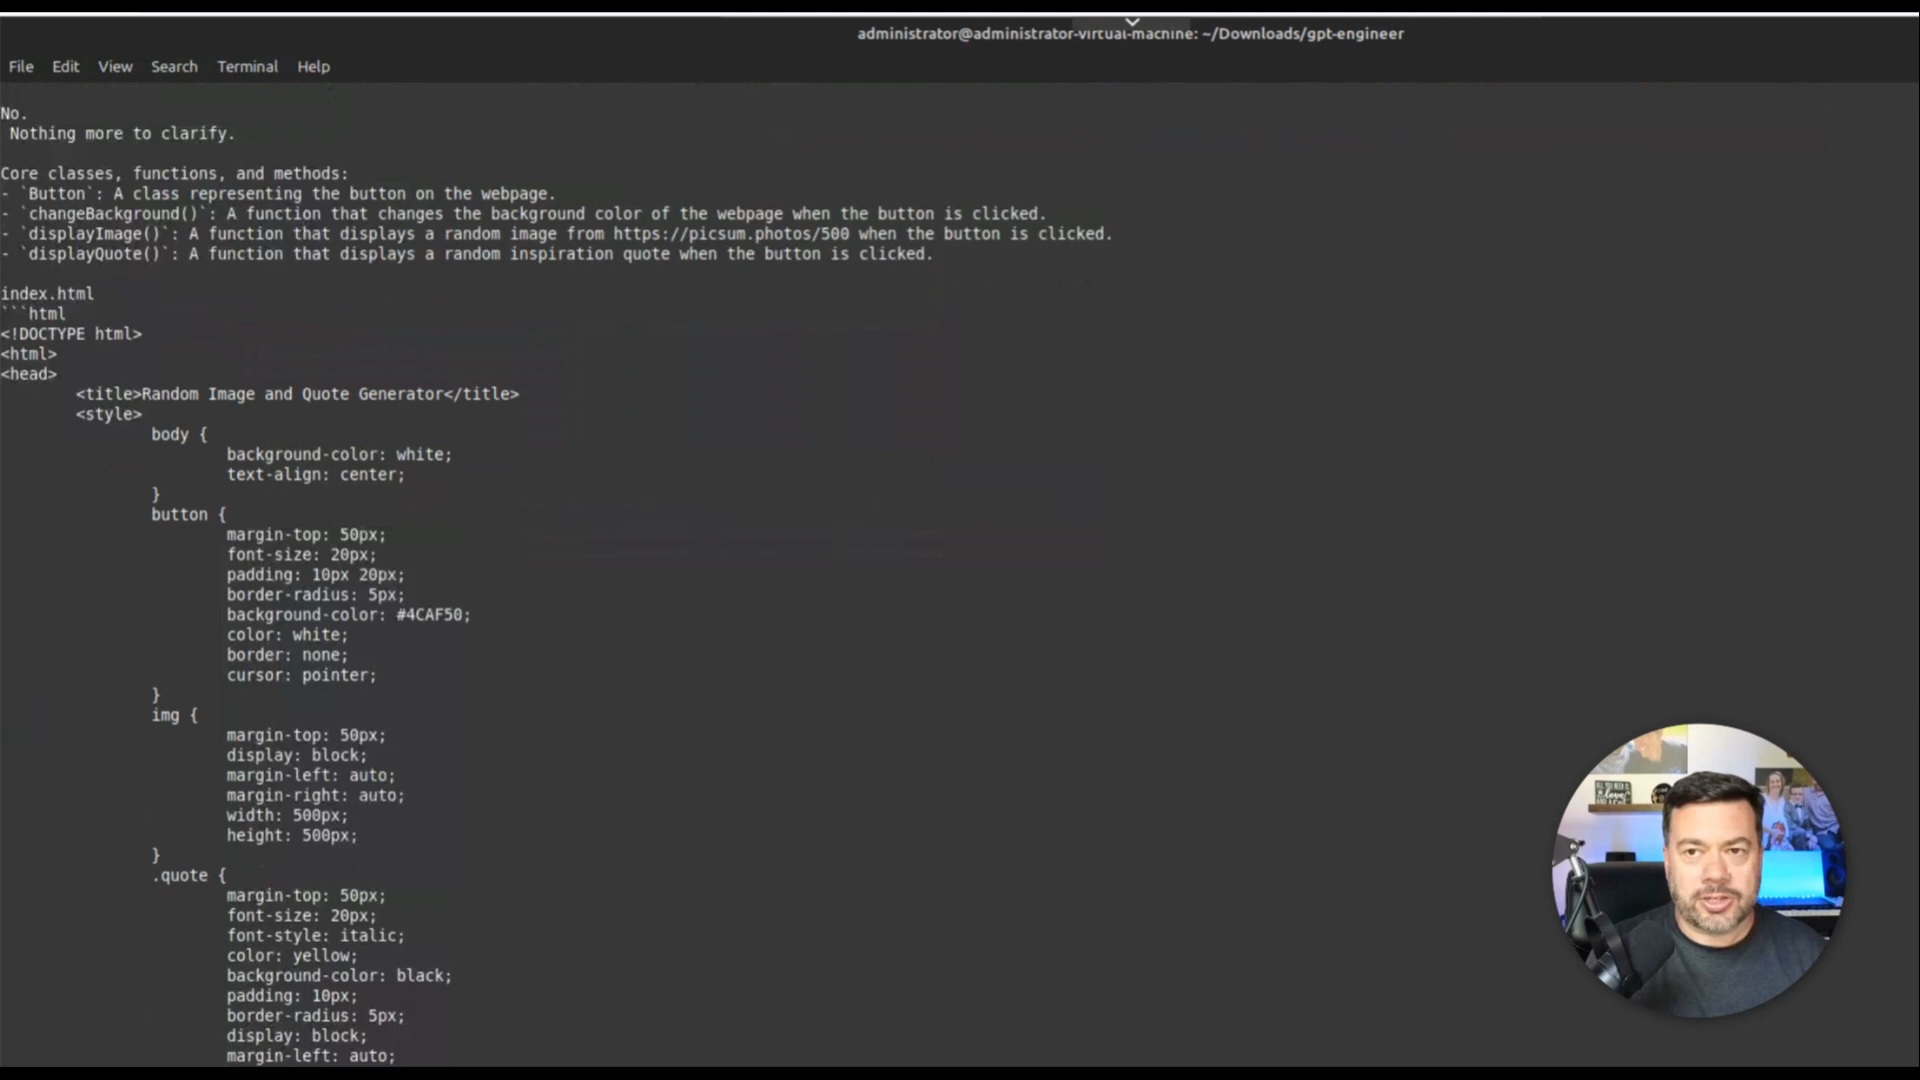 administrator@administrator-virtual-machine: ~/Downloads/gpt-engineer
File Edit View Search Terminal Help
No.
Nothing more to clarify.
Core classes, functions, and methods:
- `Button`: A class representing the button on the webpage.
- `changeBackground()`: A function that changes the background color of the webpage when the button is clicked.
- `displayImage()`: A function that displays a random image from https://picsum.photos/500 when the button is clicked.
- `displayQuote()`: A function that displays a random inspiration quote when the button is clicked.
index.html
```html
<!DOCTYPE html>
<html>
<head>
<title>Random Image and Quote Generator</title>
<style>
body {
background-color: white;
text-align: center;
}
button {
margin-top: 50px;
font-size: 20px;
padding: 10px 20px;
border-radius: 5px;
background-color: #4CAF50;
color: white;
border: none;
cursor: pointer;
}
img {
margin-top: 50px;
display: block;
margin-left: auto;
margin-right: auto;
width: 500px;
height: 500px;
}
.quote {
margin-top: 50px;
font-size: 20px;
font-style: italic;
color: yellow;
background-color: black;
padding: 10px;
border-radius: 5px;
display: block;
margin-left: auto;
love